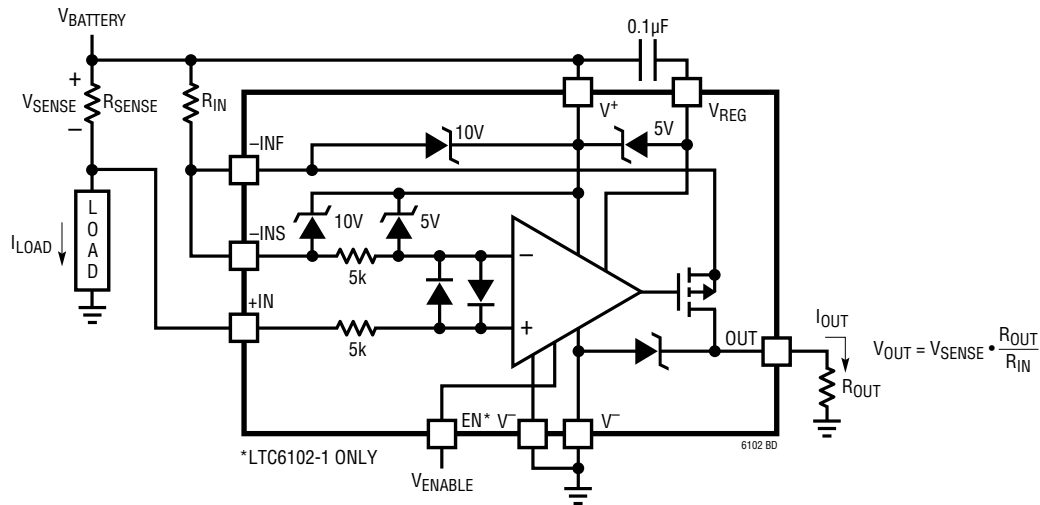 VBATTERY
0.1µF
+
VSENSE
RSENSE
–
RIN
V+
VREG
–INF
10V
5V
10V
5V
–INS
5k
–
ILOAD
LOAD
+IN
5k
+
OUT
IOUT
VOUT = VSENSE • ROUT/RIN
ROUT
EN*
V–
V–
6102 BD
*LTC6102-1 ONLY
VENABLE